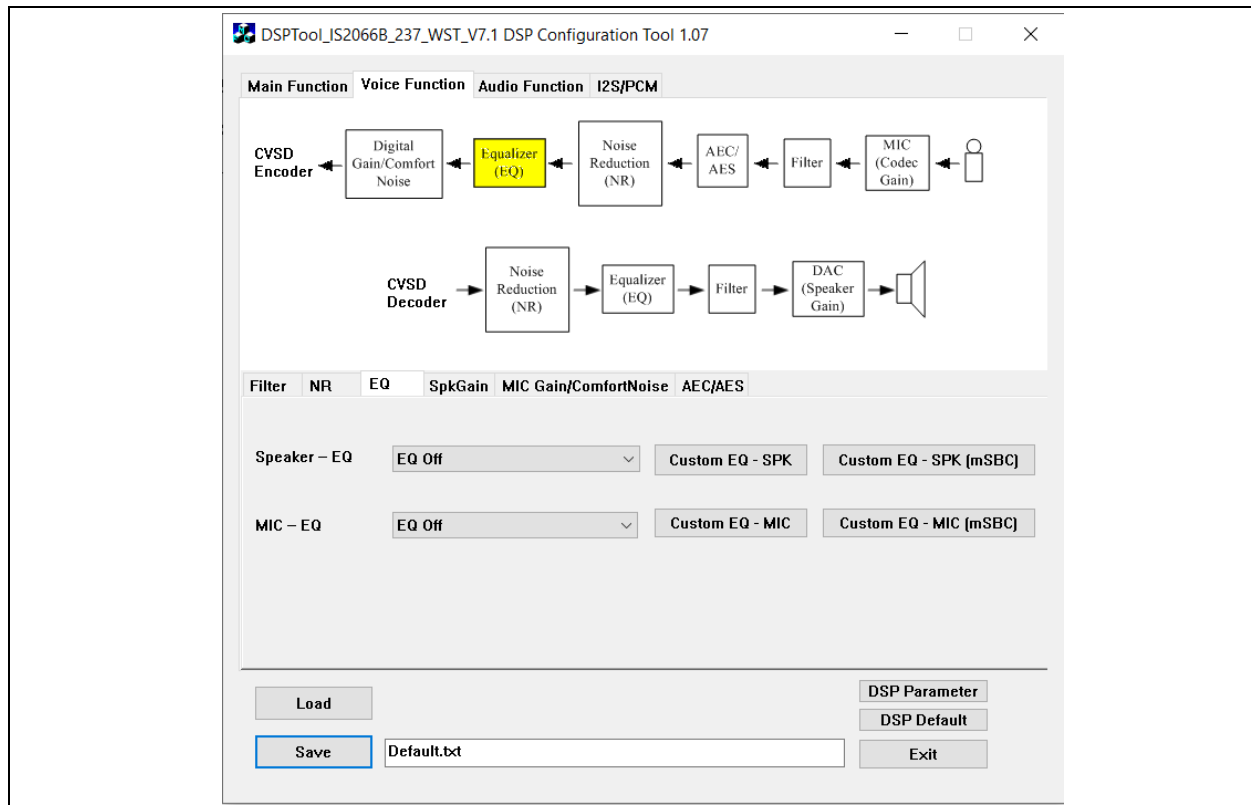 DSPTool_IS2066B_237_WST_V7.1 DSP Configuration Tool 1.07
Main Function Voice Function Audio Function I2S/PCM
CVSD
Encoder
Digital
Gain/Comfort
Noise
Equalizer
(EQ)
Noise
Reduction
(NR)
AEC/
AES
Filter
MIC
(Codec
Gain)
CVSD
Decoder
Noise
Reduction
(NR)
Equalizer
(EQ)
Filter
DAC
(Speaker
Gain)
Filter NR EQ SpkGain MIC Gain/ComfortNoise AEC/AES
Speaker – EQ EQ Off Custom EQ - SPK Custom EQ - SPK (mSBC)
MIC – EQ EQ Off Custom EQ - MIC Custom EQ - MIC (mSBC)
Load
DSP Parameter
DSP Default
Save Default.txt Exit